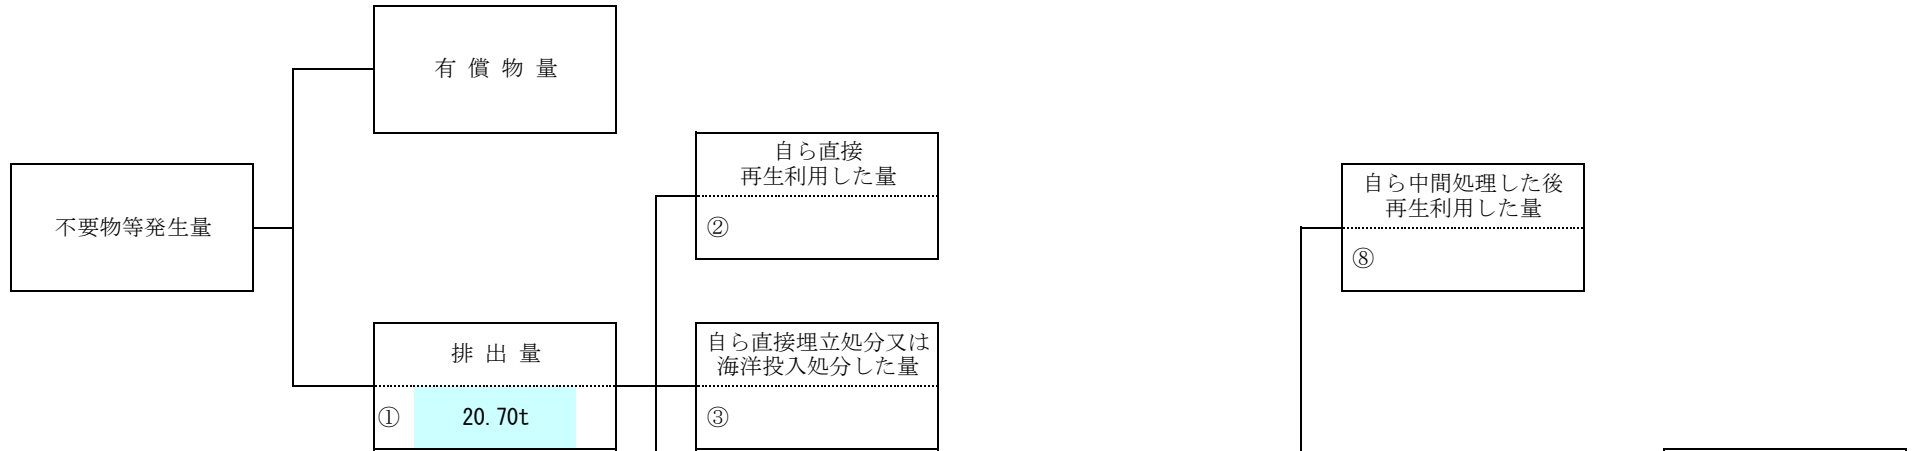 有償物量
自ら直接
再生利用した量
②
自ら中間処理した後
再生利用した量
⑧
不要物等発生量
排出量
① 20.70t
自ら直接埋立処分又は
海洋投入処分した量
③